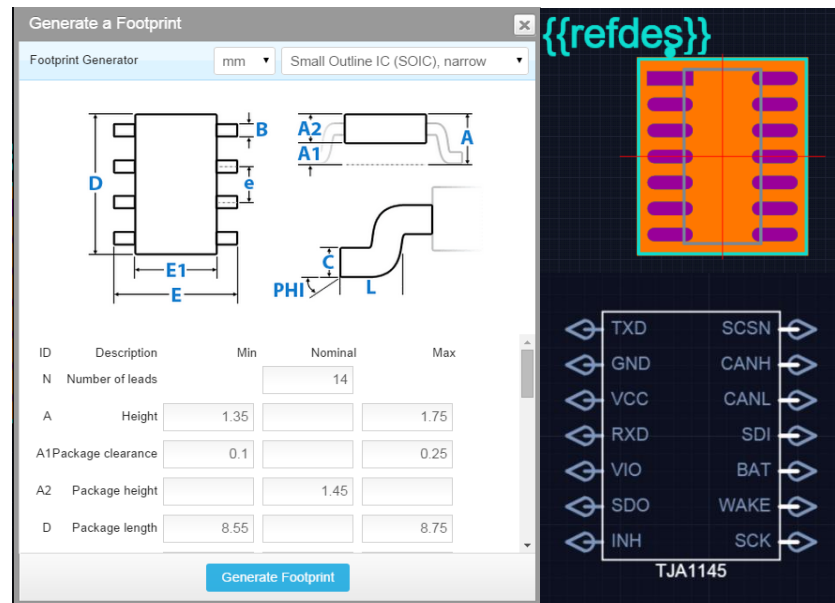 Generate a Footprint
×
Footprint Generator mm Small Outline IC (SOIC), narrow
B
A2
A
A1
D
e
E1
E
C
PHI
L
ID Description Min Nominal Max
N Number of leads 14
A Height 1.35 1.75
A1Package clearance 0.1 0.25
A2 Package height 1.45
D Package length 8.55 8.75
Generate Footprint
{{refdes}}
TXD SCSN
GND CANH
VCC CANL
RXD SDI
VIO BAT
SDO WAKE
INH SCK
TJA1145